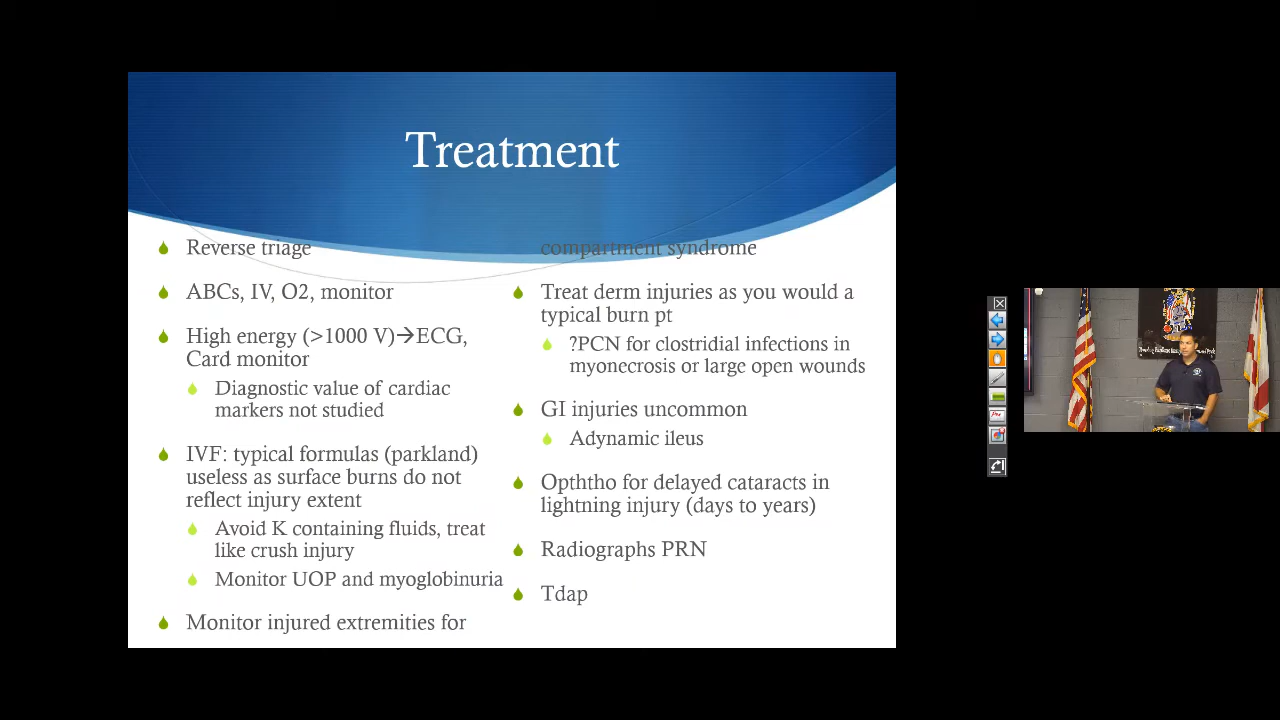 Treatment
Reverse triage
ABCs, IV, O2, monitor
High energy (>1000 V)→ECG,
Card monitor
Diagnostic value of cardiac
markers not studied
IVF: typical formulas (parkland)
useless as surface burns do not
reflect injury extent
Avoid K containing fluids, treat
like crush injury
Monitor UOP and myoglobinuria
Monitor injured extremities for
compartment syndrome
Treat derm injuries as you would a
typical burn pt
?PCN for clostridial infections in
myonecrosis or large open wounds
GI injuries uncommon
Adynamic ileus
Opththo for delayed cataracts in
lightning injury (days to years)
Radiographs PRN
Tdap